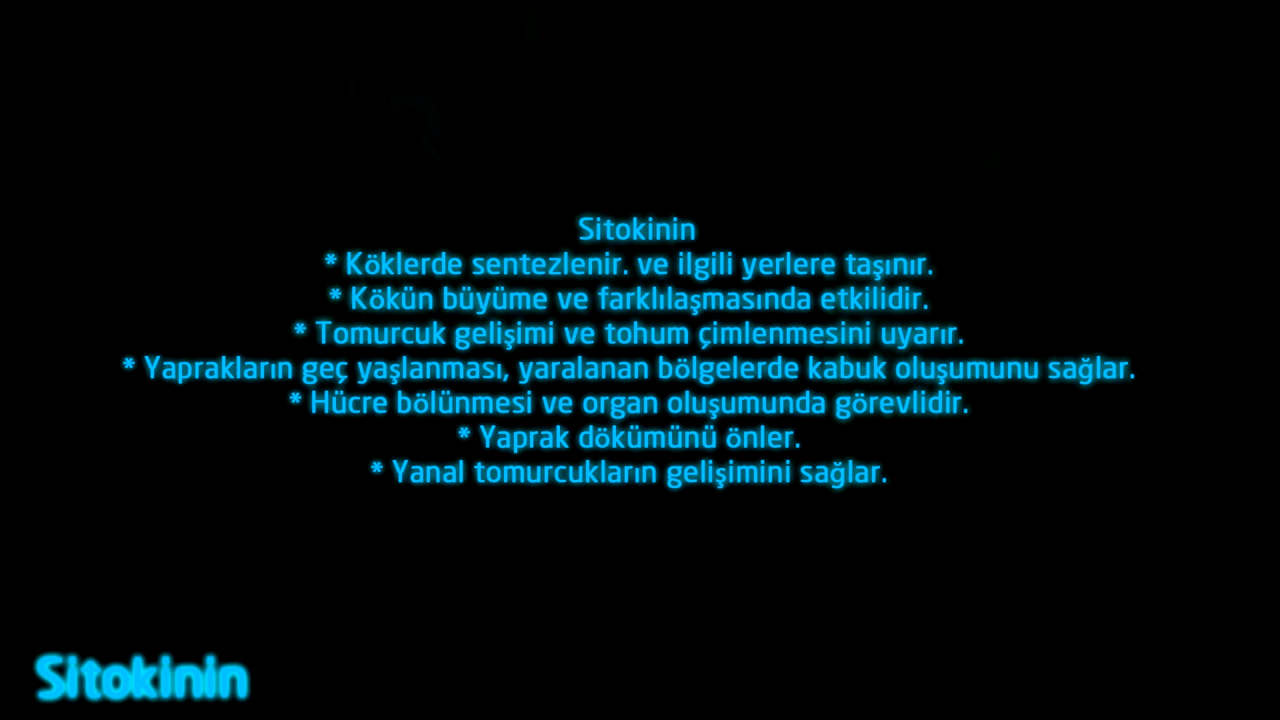 Sitokinin
* Köklerde sentezlenir. ve ilgili yerlere taşınır.
* Kökün büyüme ve farklılaşmasında etkilidir.
* Tomurcuk gelişimi ve tohum çimlenmesini uyarır.
* Yaprakların geç yaşlanması, yaralanan bölgelerde kabuk oluşumunu sağlar.
* Hücre bölünmesi ve organ oluşumunda görevlidir.
* Yaprak dökümünü önler.
* Yanal tomurcukların gelişimini sağlar.
Sitokinin